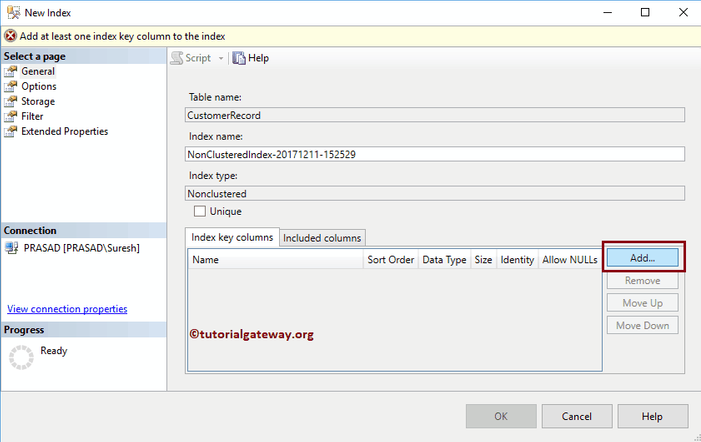 New Index
Add at least one index key column to the index
Select a page
General
Options
Storage
Filter
Extended Properties
Connection
PRASAD [PRASAD\Suresh]
View connection properties
Progress
Ready
Script
Help
Table name:
CustomerRecord
Index name:
NonClusteredIndex-20171211-152529
Index type:
Nonclustered
Unique
Index key columns Included columns
Name Sort Order Data Type Size Identity Allow NULLs
Add...
Remove
Move Up
Move Down
©tutorialgateway.org
OK Cancel Help